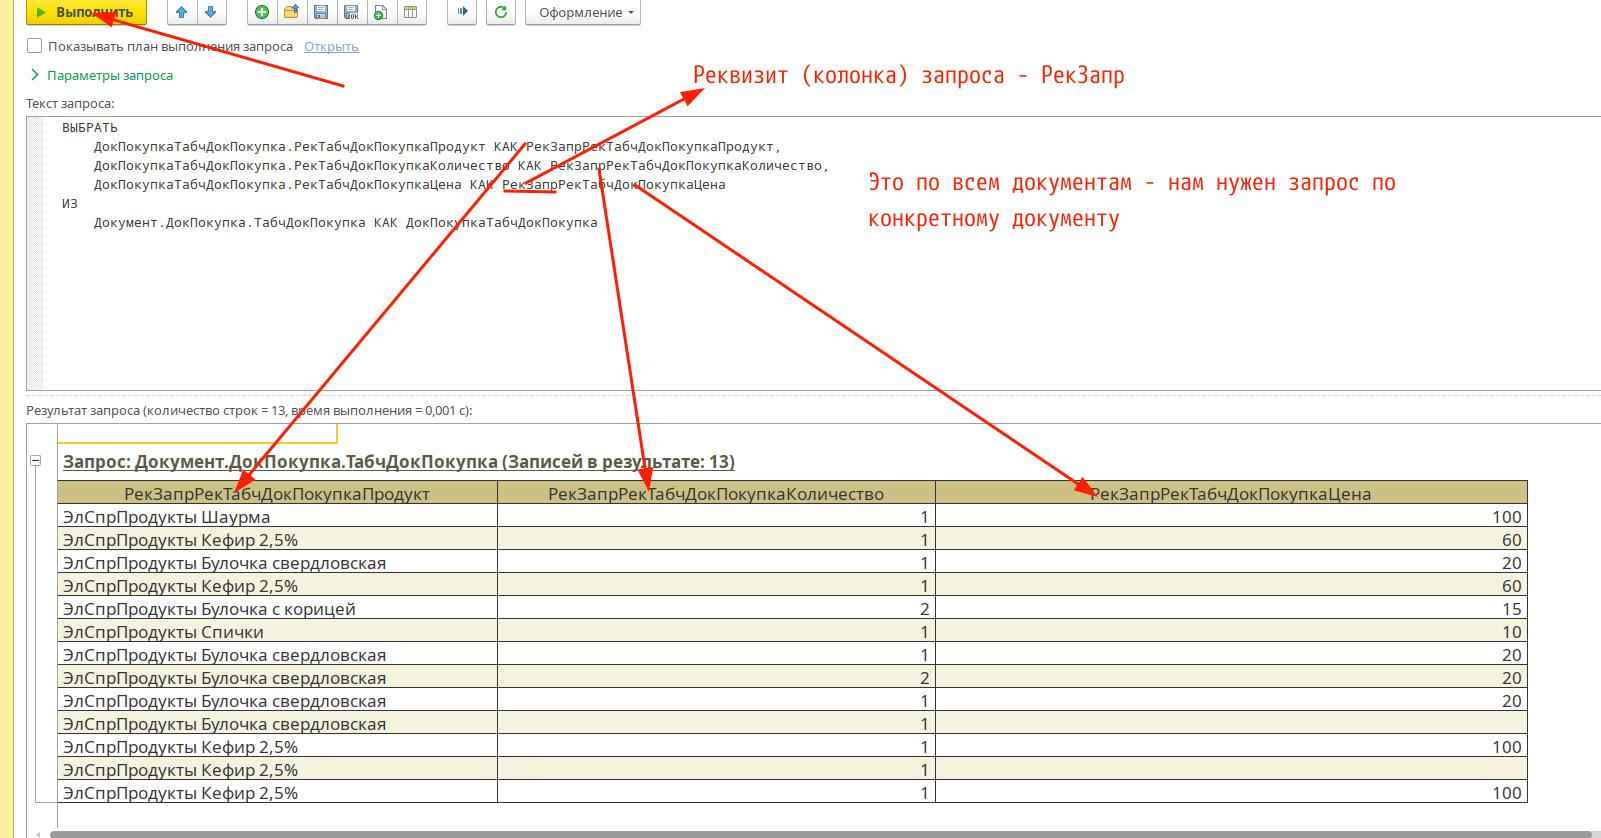 Выполнить
Оформление
Показывать план выполнения запроса Открыть
Параметры запроса
Реквизит (колонка) запроса - РекЗапр
Текст запроса:
ВЫБРАТЬ
ДокПокупкаТабчДокПокупка.РекТабчДокПокупкаПродукт КАК РекЗапрРекТабчДокПокупкаПродукт,
ДокПокупкаТабчДокПокупка.РекТабчДокПокупкаКоличество КАК РекЗапрРекТабчДокПокупкаКоличество,
ДокПокупкаТабчДокПокупка.РекТабчДокПокупкаЦена КАК РекЗапрРекТабчДокПокупкаЦена
ИЗ
Документ.ДокПокупка.ТабчДокПокупка КАК ДокПокупкаТабчДокПокупка
Это по всем документам - нам нужен запрос по
конкретному документу
Результат запроса (количество строк = 13, время выполнения = 0,001 с):
Запрос: Документ.ДокПокупка.ТабчДокПокупка (Записей в результате: 13)
РекЗапрРекТабчДокПокупкаПродукт РекЗапрРекТабчДокПокупкаКоличество РекЗапрРекТабчДокПокупкаЦена
ЭлСпрПродукты Шаурма 1 100
ЭлСпрПродукты Кефир 2,5% 1 60
ЭлСпрПродукты Булочка свердловская 1 20
ЭлСпрПродукты Кефир 2,5% 1 60
ЭлСпрПродукты Булочка с корицей 2 15
ЭлСпрПродукты Спички 1 10
ЭлСпрПродукты Булочка свердловская 1 20
ЭлСпрПродукты Булочка свердловская 2 20
ЭлСпрПродукты Булочка свердловская 1 20
ЭлСпрПродукты Булочка свердловская 1
ЭлСпрПродукты Кефир 2,5% 1 100
ЭлСпрПродукты Кефир 2,5% 1
ЭлСпрПродукты Кефир 2,5% 1 100